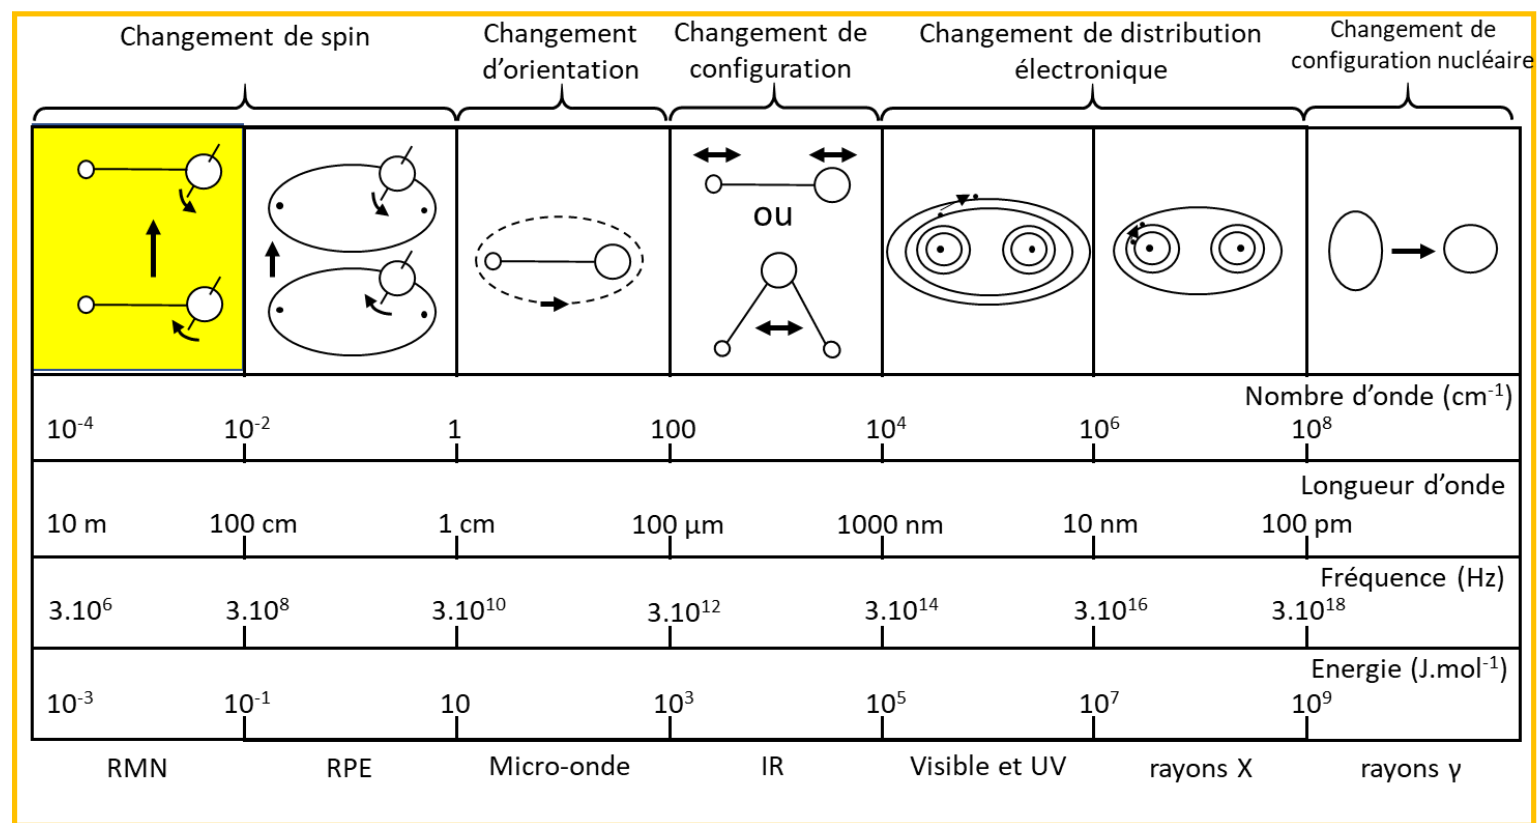 Changement de spin
Changement
d'orientation
Changement de
configuration
Changement de distribution
électronique
Changement de
configuration nucléaire
ou
Nombre d'onde (cm⁻¹)
10⁻⁴ 10⁻² 1 100 10⁴ 10⁶ 10⁸
Longueur d'onde
10 m 100 cm 1 cm 100 µm 1000 nm 10 nm 100 pm
Fréquence (Hz)
3.10⁶ 3.10⁸ 3.10¹⁰ 3.10¹² 3.10¹⁴ 3.10¹⁶ 3.10¹⁸
Energie (J.mol⁻¹)
10⁻³ 10⁻¹ 10 10³ 10⁵ 10⁷ 10⁹
RMN RPE Micro-onde IR Visible et UV rayons X rayons γ